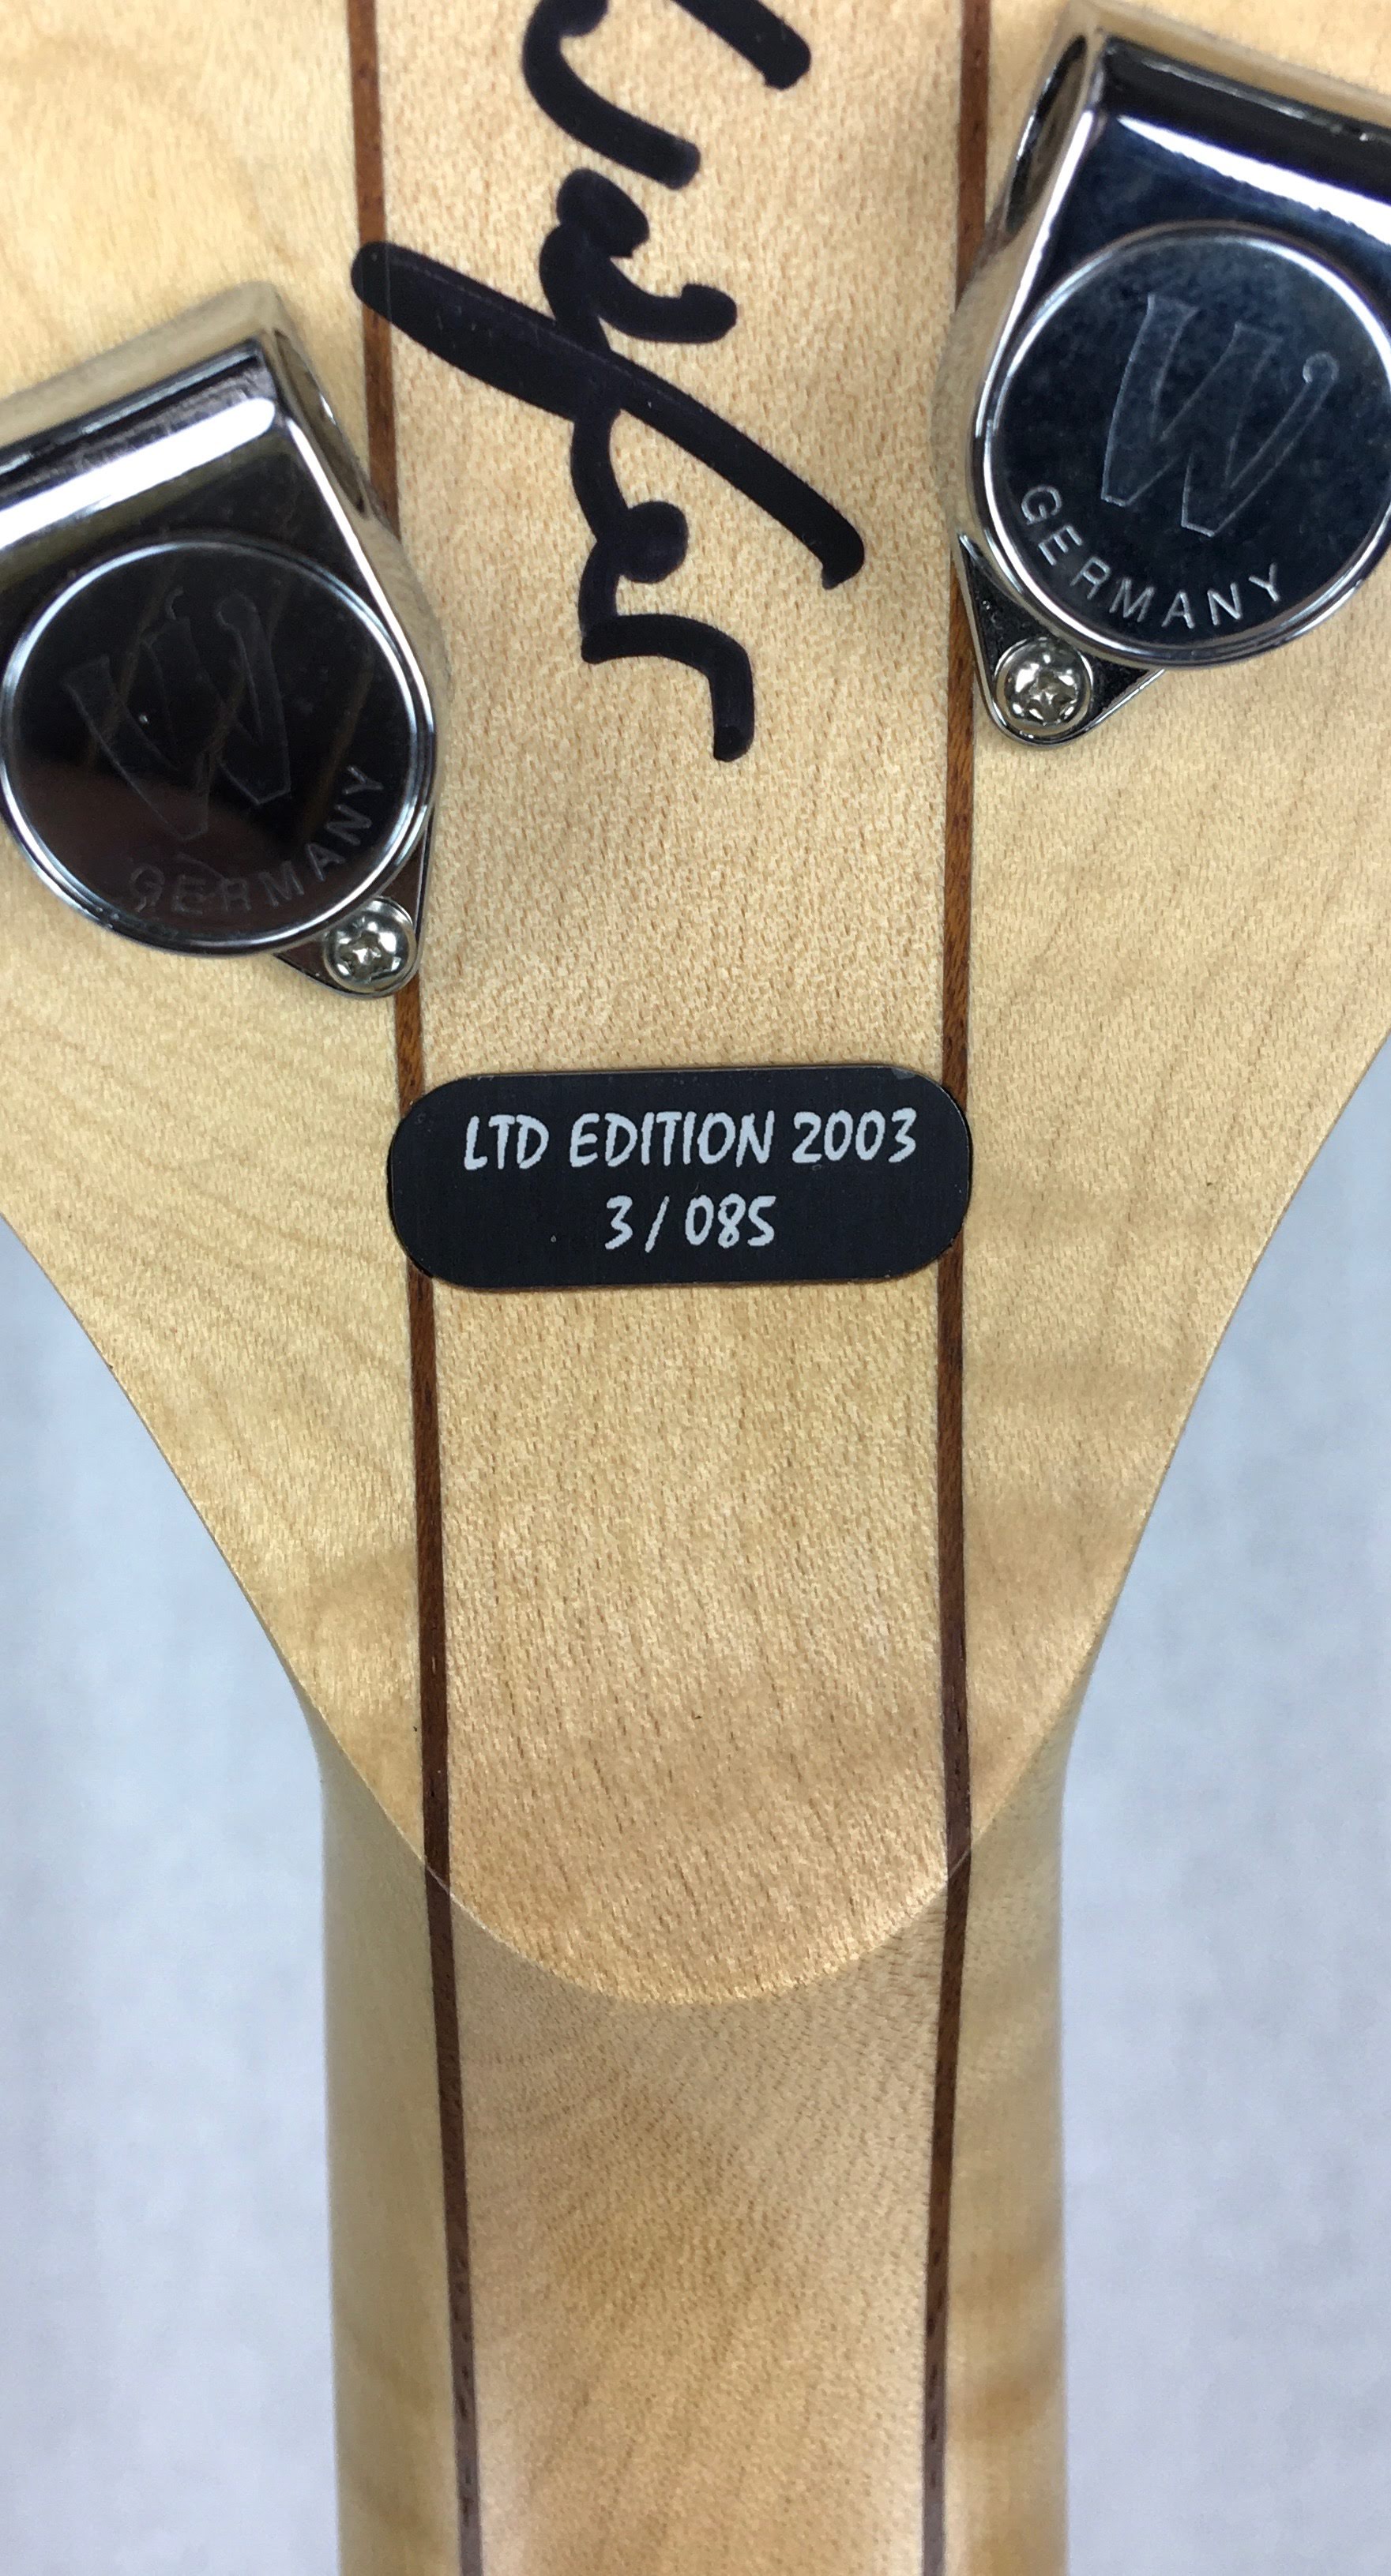 W
GERMANY
W
GERMANY
LTD EDITION 2003
3/085